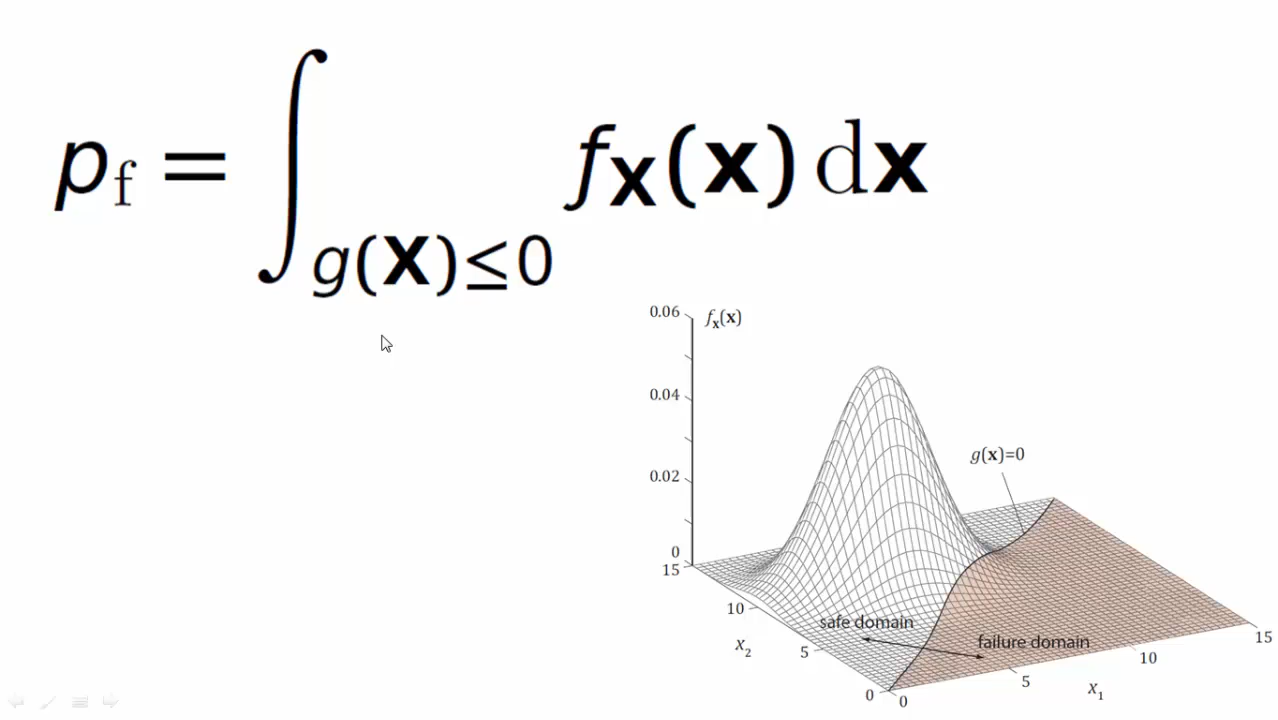 p_f = ∫_{g(𝐗)≤0} f_𝐗(𝐱) d𝐱
0.06
f_𝐱(𝐱)
0.04
g(𝐱)=0
0.02
0
15
10
safe domain
x_2
5
failure domain
15
10
5
x_1
0
0